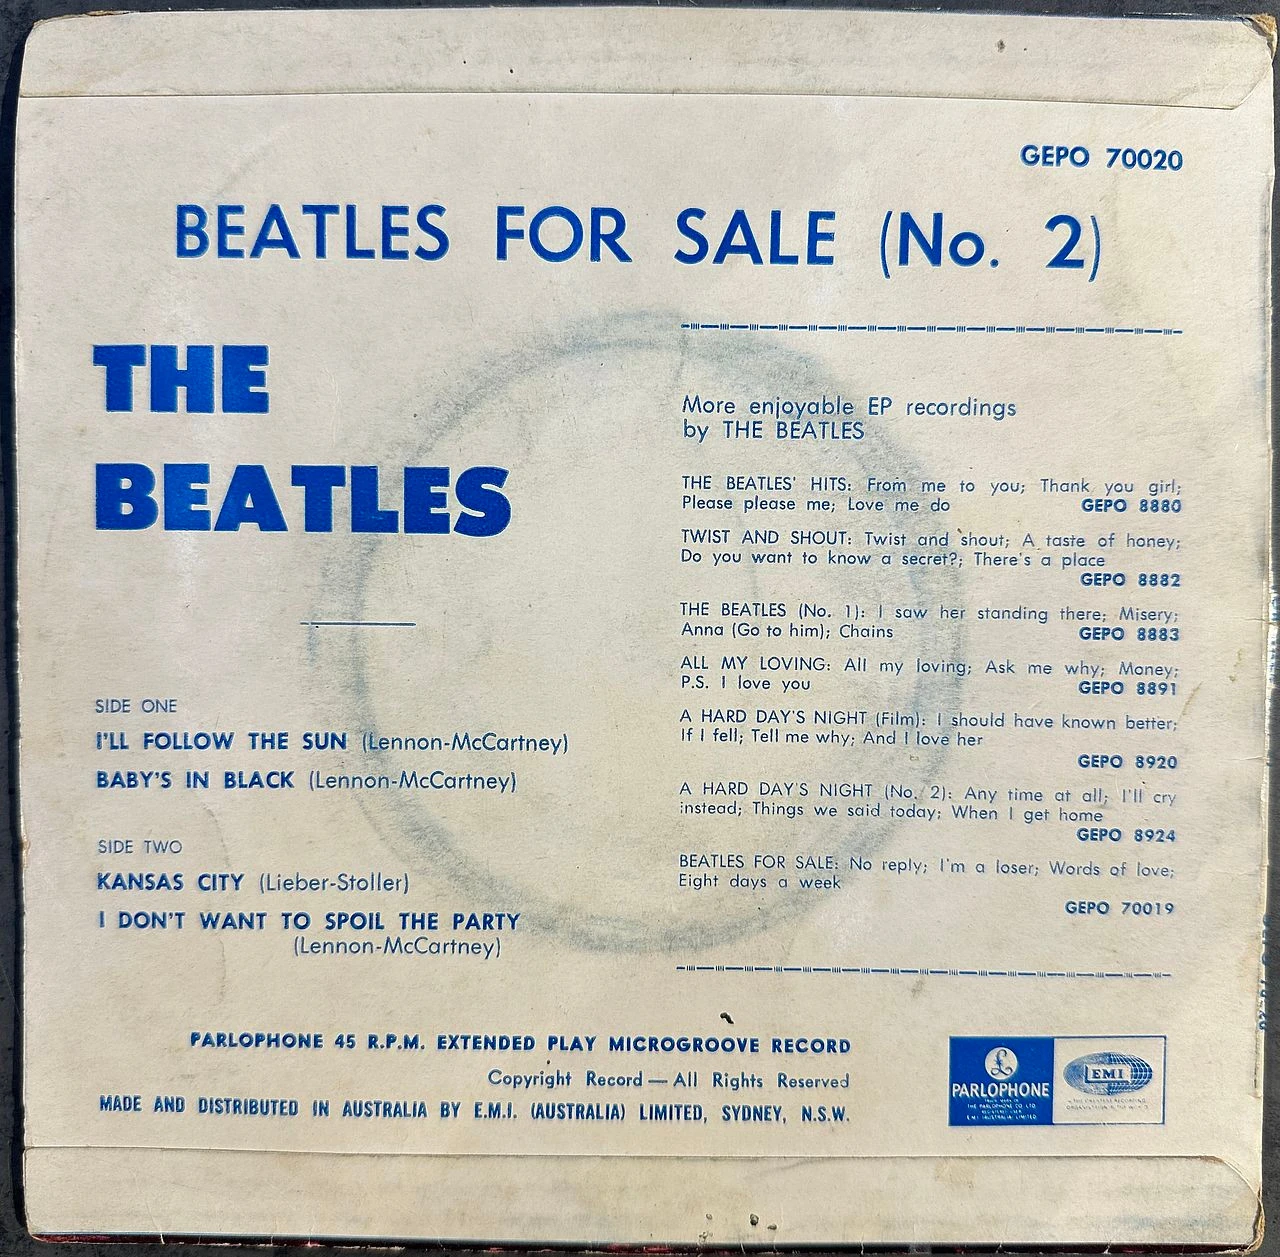 GEPO 70020
BEATLES FOR SALE (No. 2)
THE
BEATLES
SIDE ONE
I'LL FOLLOW THE SUN (Lennon-McCartney)
BABY'S IN BLACK (Lennon-McCartney)
SIDE TWO
KANSAS CITY (Lieber-Stoller)
I DON'T WANT TO SPOIL THE PARTY
(Lennon-McCartney)
More enjoyable EP recordings
by THE BEATLES
THE BEATLES' HITS: From me to you; Thank you girl;
Please please me; Love me do GEPO 8880
TWIST AND SHOUT: Twist and shout; A taste of honey;
Do you want to know a secret?; There's a place
GEPO 8882
THE BEATLES (No. 1): I saw her standing there; Misery;
Anna (Go to him); Chains GEPO 8883
ALL MY LOVING: All my loving; Ask me why; Money;
P.S. I love you GEPO 8891
A HARD DAY'S NIGHT (Film): I should have known better;
If I fell; Tell me why; And I love her
GEPO 8920
A HARD DAY'S NIGHT (No. 2): Any time at all; I'll cry
instead; Things we said today; When I get home
GEPO 8924
BEATLES FOR SALE: No reply; I'm a loser; Words of love;
Eight days a week
GEPO 70019
PARLOPHONE 45 R.P.M. EXTENDED PLAY MICROGROOVE RECORD
Copyright Record — All Rights Reserved
MADE AND DISTRIBUTED IN AUSTRALIA BY E.M.I. (AUSTRALIA) LIMITED, SYDNEY, N.S.W.
£
PARLOPHONE
EMI